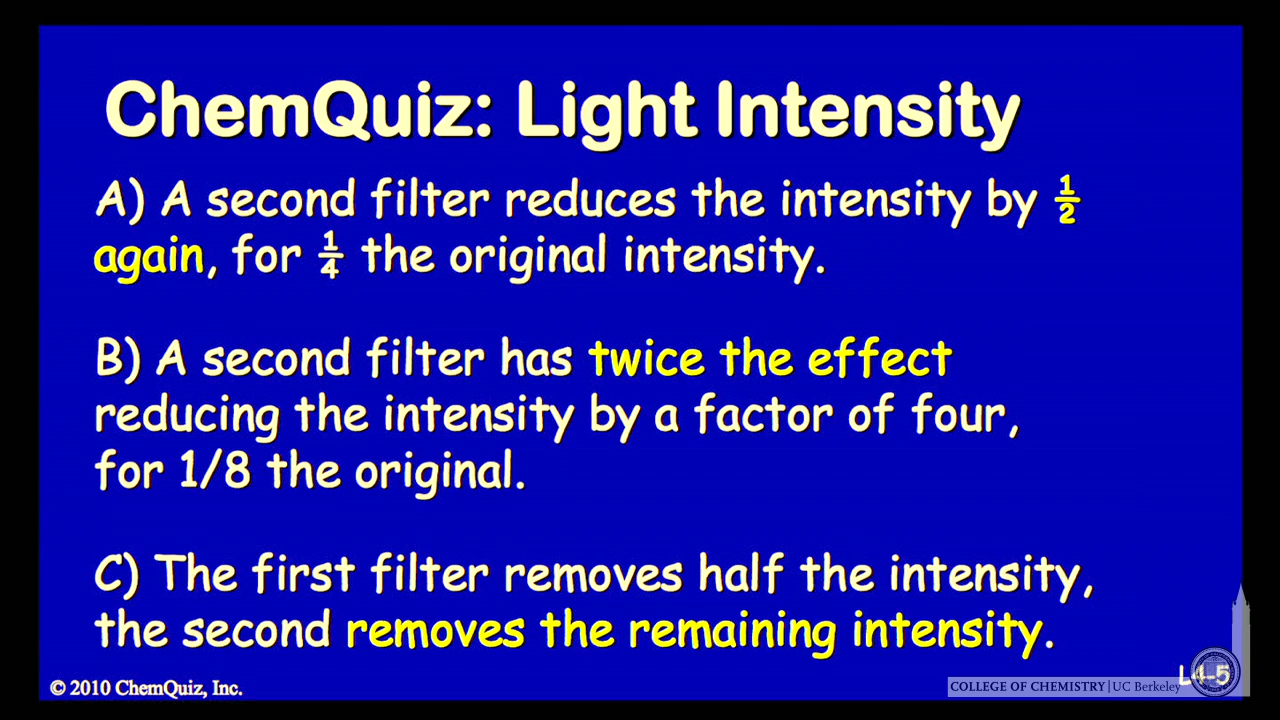 ChemQuiz: Light Intensity
A) A second filter reduces the intensity by ½
again, for ¼ the original intensity.
B) A second filter has twice the effect
reducing the intensity by a factor of four,
for 1/8 the original.
C) The first filter removes half the intensity,
the second removes the remaining intensity.
© 2010 ChemQuiz, Inc.
L4-5
COLLEGE OF CHEMISTRY | UC Berkeley